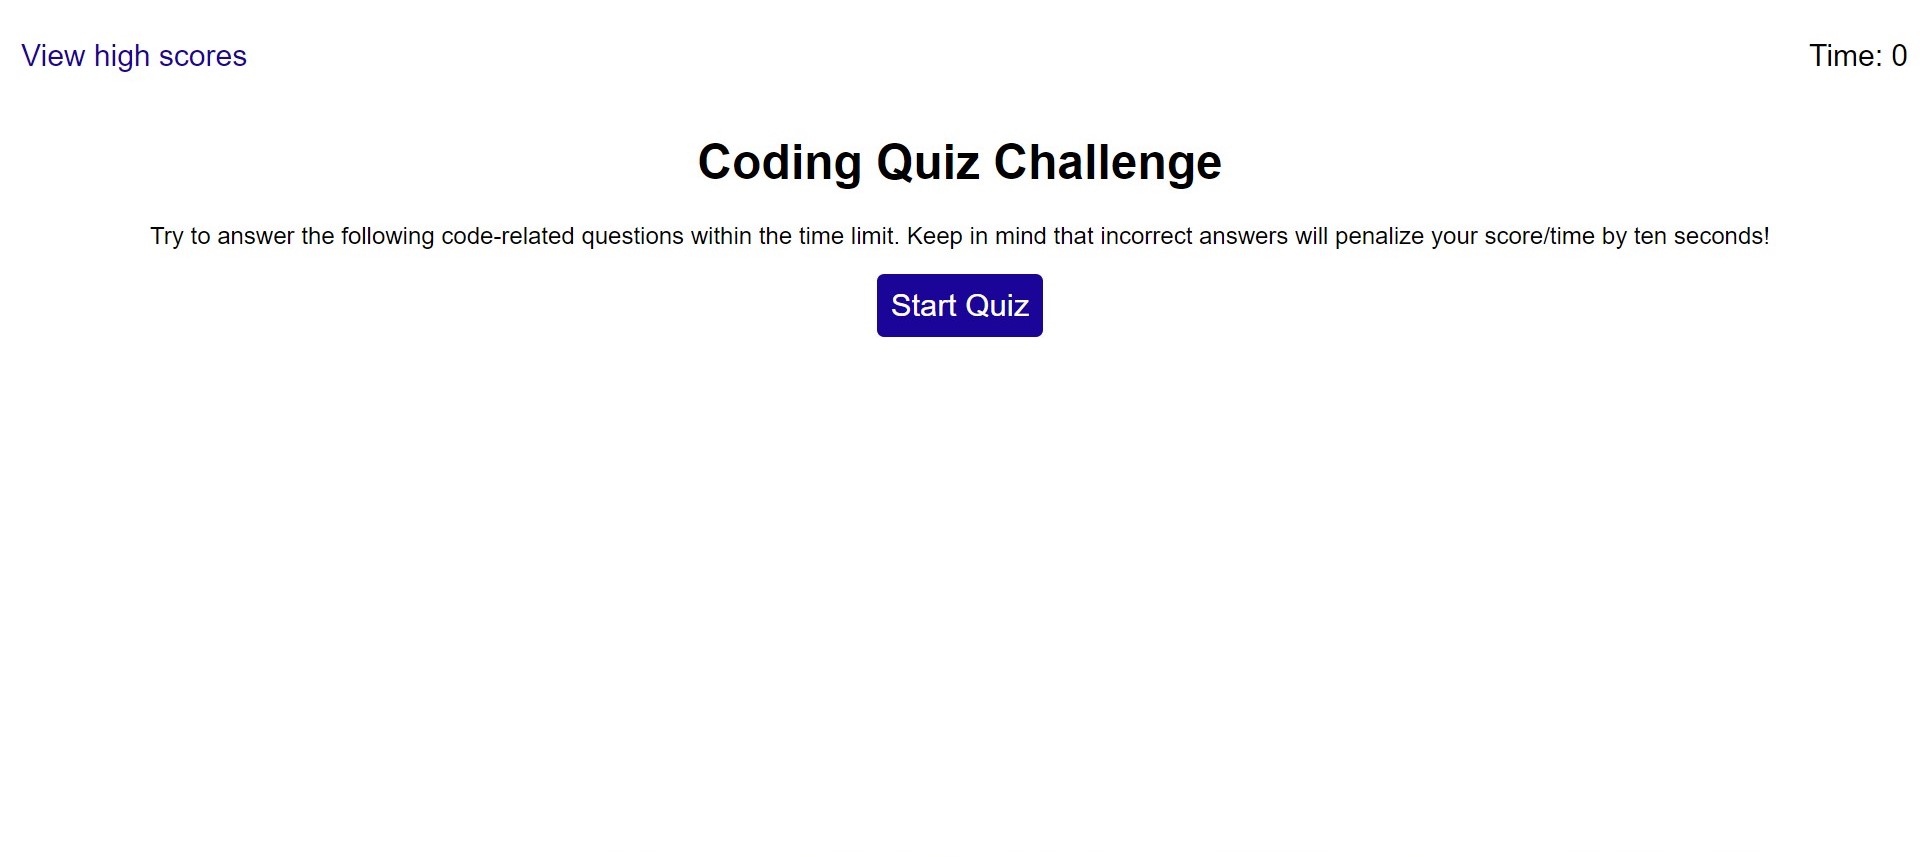 View high scores
Time: 0
Coding Quiz Challenge
Try to answer the following code-related questions within the time limit. Keep in mind that incorrect answers will penalize your score/time by ten seconds!
Start Quiz